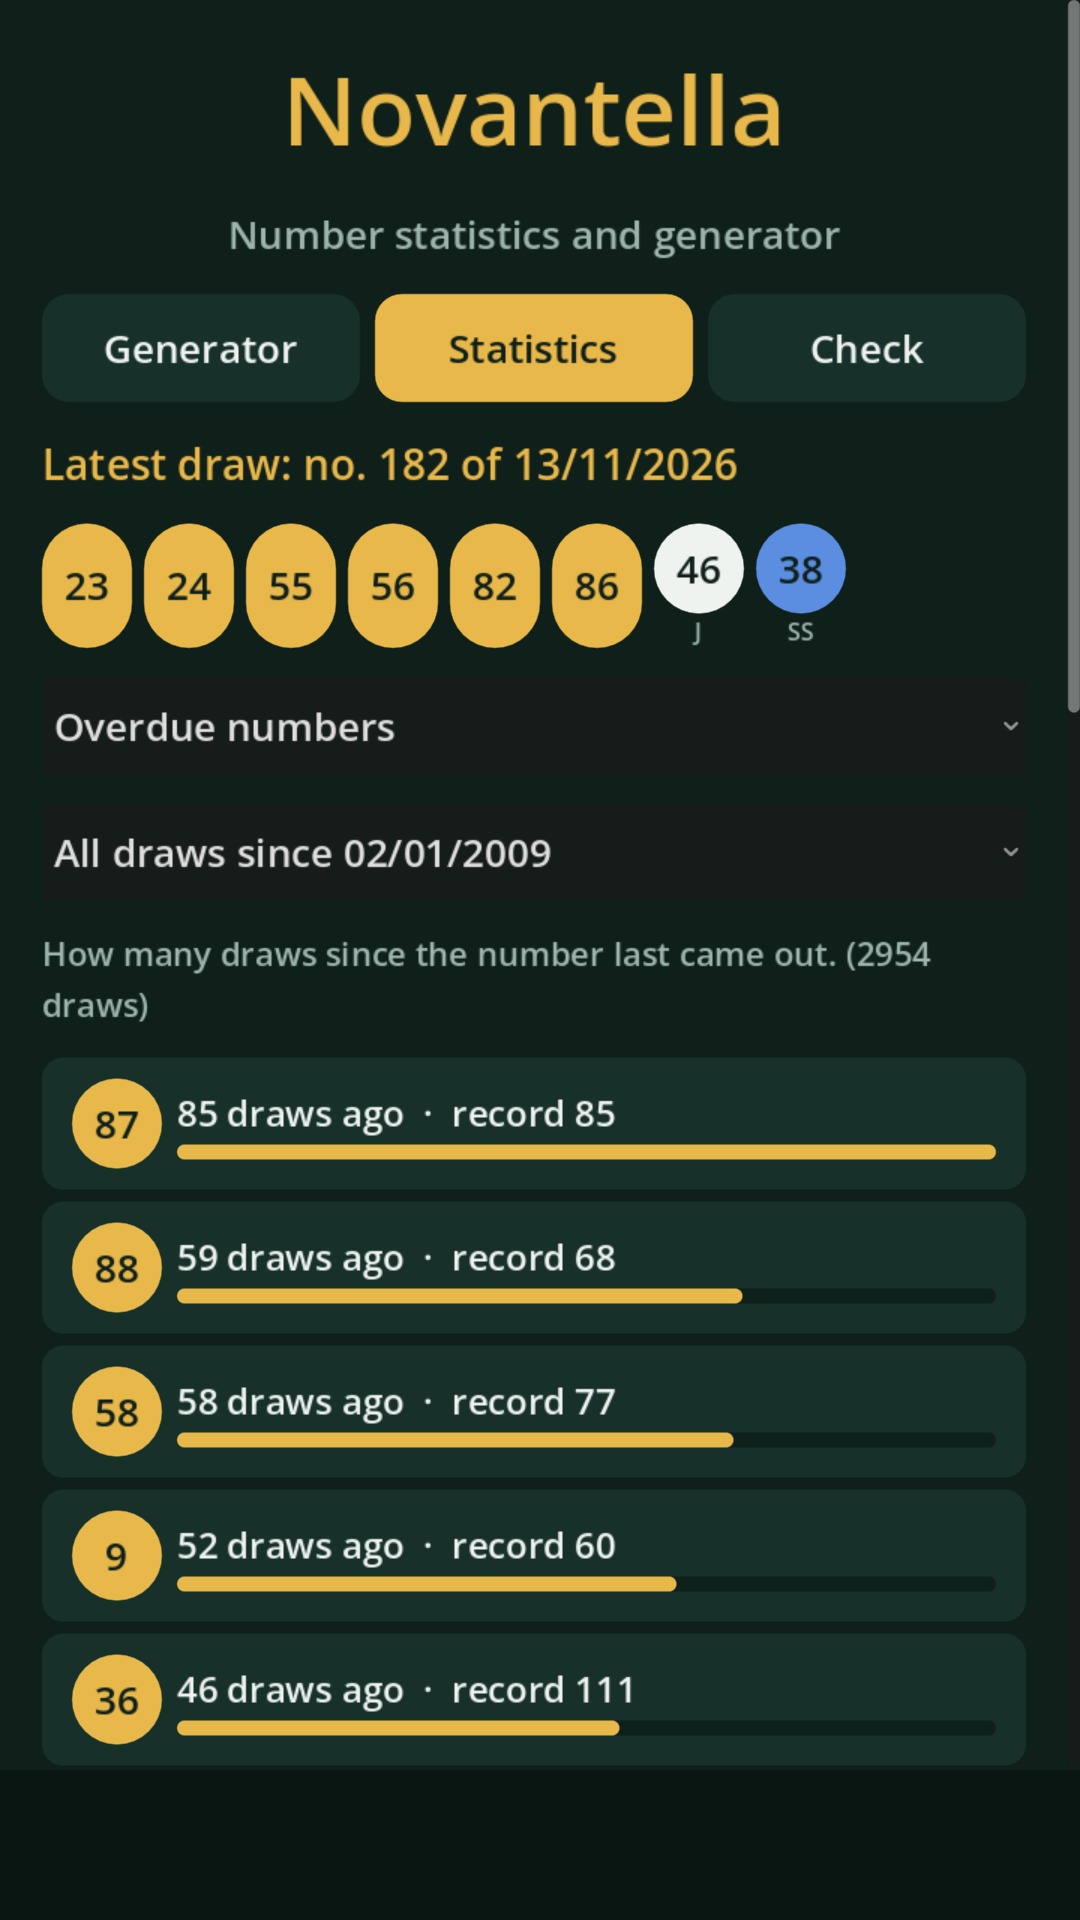 Novantella
Number statistics and generator
Generator Statistics Check
Latest draw: no. 182 of 13/11/2026
23 24 55 56 82 86 46 38
J SS
Overdue numbers
All draws since 02/01/2009
How many draws since the number last came out. (2954
draws)
87 85 draws ago · record 85
88 59 draws ago · record 68
58 58 draws ago · record 77
9 52 draws ago · record 60
36 46 draws ago · record 111